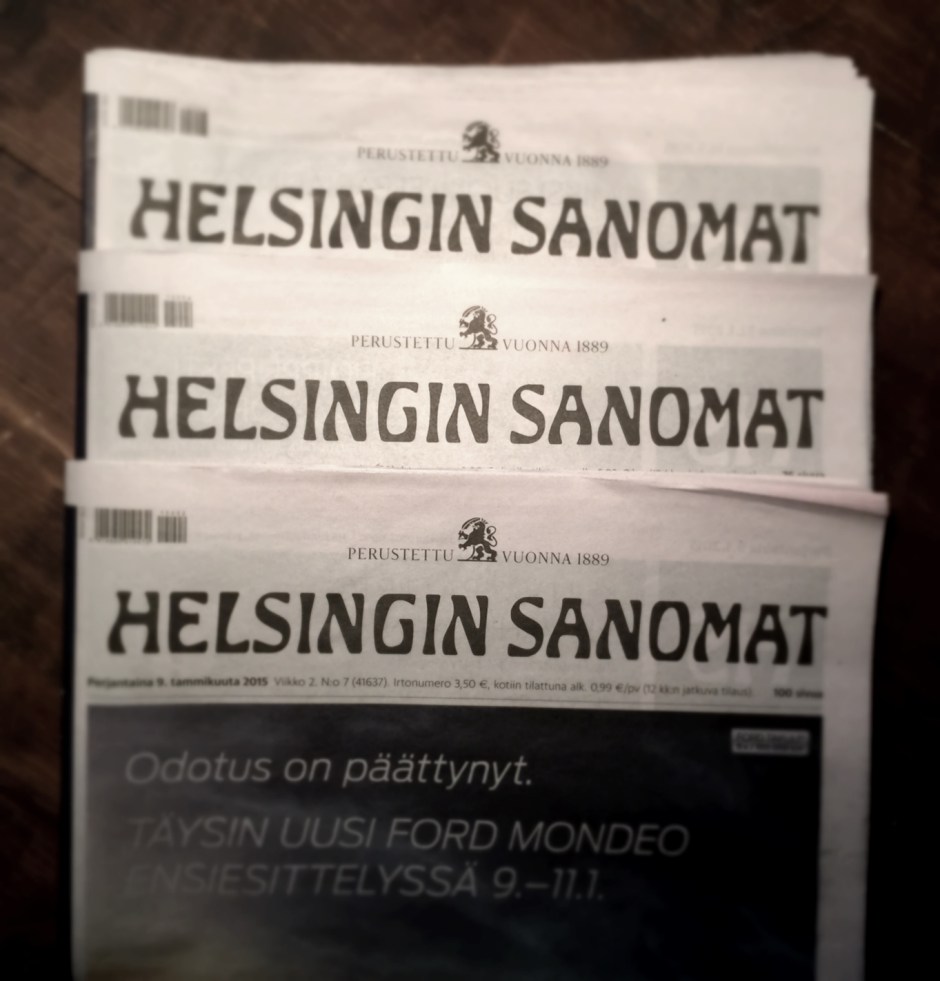 PERUSTETTU VUONNA 1889
HELSINGIN SANOMAT
PERUSTETTU VUONNA 1889
HELSINGIN SANOMAT
PERUSTETTU VUONNA 1889
HELSINGIN SANOMAT
Perjantaina 9. tammikuuta 2015 Viikko 2. N:o 7 (41637). Irtonumero 3,50 €, kotiin tilattuna alk. 0,99 €/pv (12 kk:n jatkuva tilaus). 100 sivua
Odotus on päättynyt.
TÄYSIN UUSI FORD MONDEO
ENSIESITTELYSSÄ 9.–11.1.